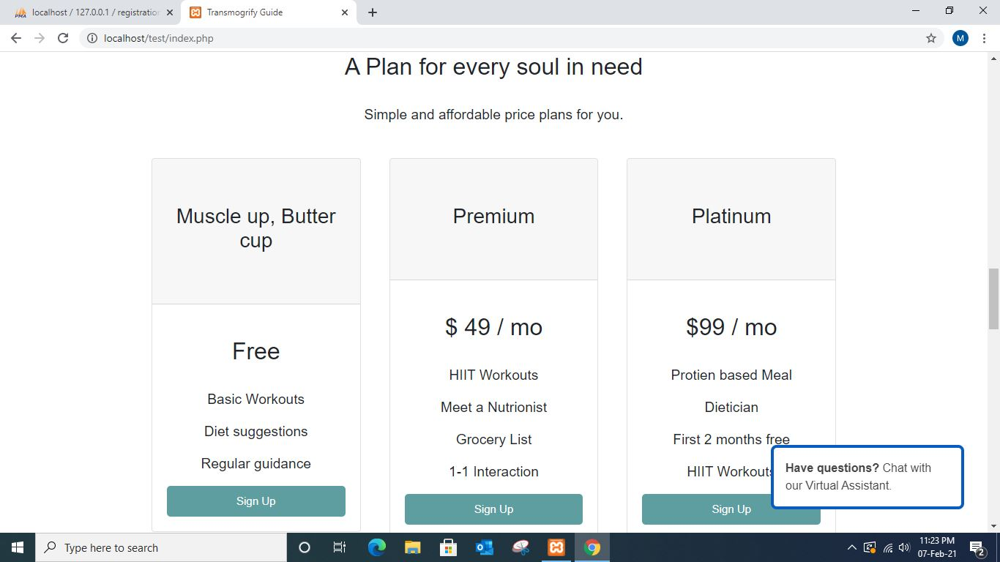 localhost / 127.0.0.1 / registration
Transmogrify Guide
localhost/test/index.php
M
A Plan for every soul in need
Simple and affordable price plans for you.
Muscle up, Butter
cup
Free
Basic Workouts
Diet suggestions
Regular guidance
Sign Up
Premium
$ 49 / mo
HIIT Workouts
Meet a Nutrionist
Grocery List
1-1 Interaction
Sign Up
Platinum
$99 / mo
Protien based Meal
Dietician
First 2 months free
HIIT Workouts
Sign Up
Have questions? Chat with
our Virtual Assistant.
Type here to search
11:23 PM
07-Feb-21
2